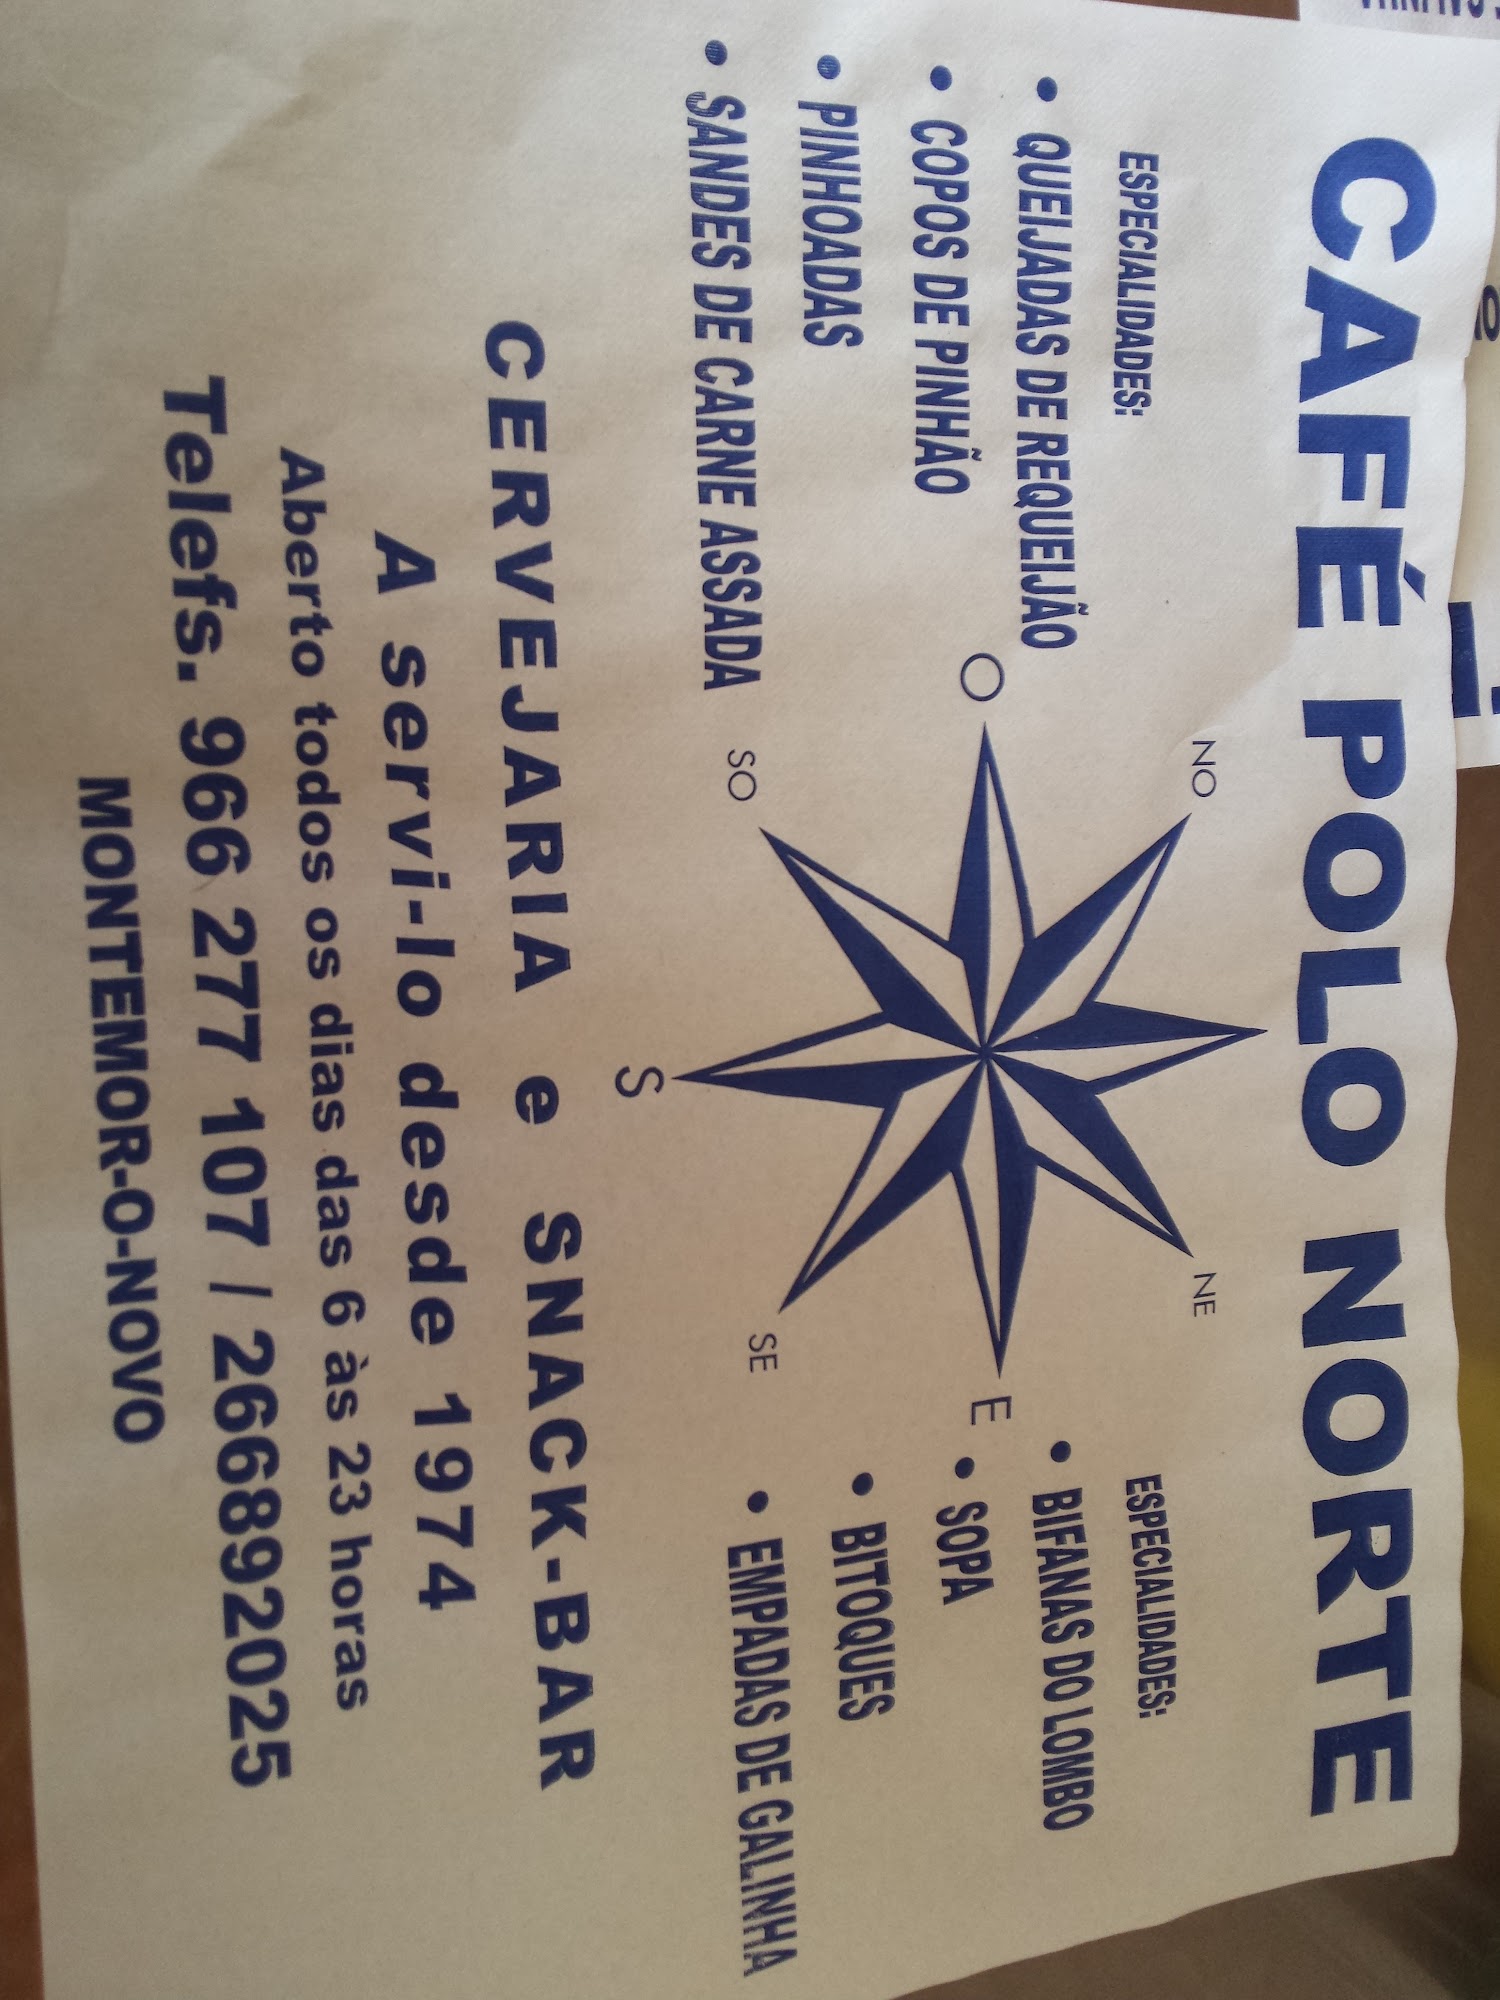 CAFÉ POLO NORTE
ESPECIALIDADES:
• QUEIJADAS DE REQUEIJÃO
• COPOS DE PINHÃO
• PINHOADAS
• SANDES DE CARNE ASSADA
NO
NE
O
E
SO
SE
S
ESPECIALIDADES:
• BIFANAS DO LOMBO
• SOPA
• BITOQUES
• EMPADAS DE GALINHA
CERVEJARIA e SNACK-BAR
A servi-lo desde 1974
Aberto todos os dias das 6 às 23 horas
Telefs. 966 277 107 / 266892025
MONTEMOR-O-NOVO